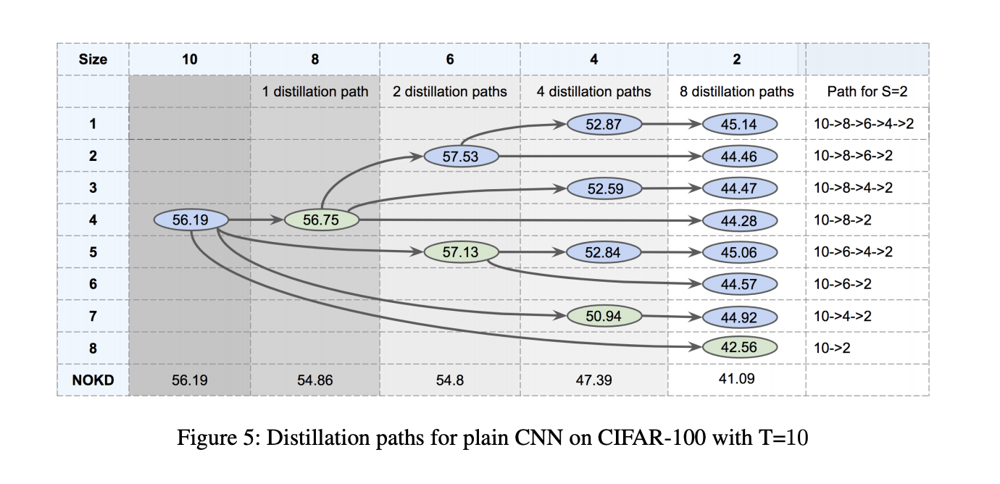 Size 10 8 6 4 2
1 distillation path 2 distillation paths 4 distillation paths 8 distillation paths Path for S=2
1 52.87 45.14 10->8->6->4->2
2 57.53 44.46 10->8->6->2
3 52.59 44.47 10->8->4->2
4 56.19 56.75 44.28 10->8->2
5 57.13 52.84 45.06 10->6->4->2
6 44.57 10->6->2
7 50.94 44.92 10->4->2
8 42.56 10->2
NOKD 56.19 54.86 54.8 47.39 41.09
Figure 5: Distillation paths for plain CNN on CIFAR-100 with T=10